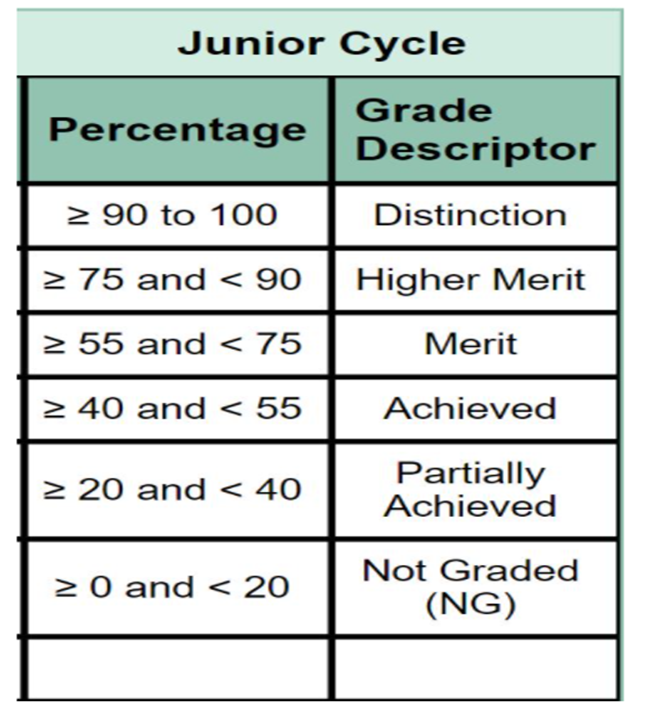 Junior Cycle
Percentage
Grade
Descriptor
≥ 90 to 100
Distinction
≥ 75 and < 90
Higher Merit
≥ 55 and < 75
Merit
≥ 40 and < 55
Achieved
≥ 20 and < 40
Partially
Achieved
≥ 0 and < 20
Not Graded
(NG)